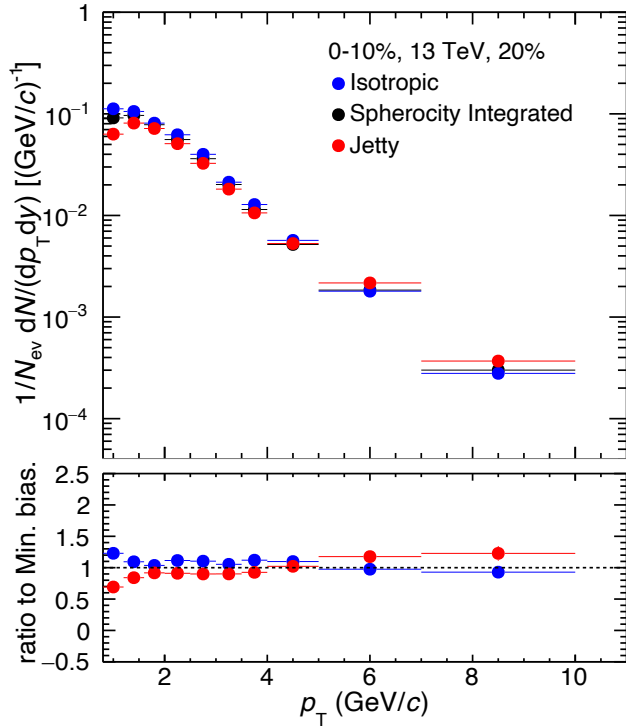 1
10⁻¹
10⁻²
10⁻³
10⁻⁴
1/N_ev dN/(dp_T dy) [(GeV/c)⁻¹]
0-10%, 13 TeV, 20%
Isotropic
Spherocity Integrated
Jetty
2.5
2
1.5
1
0.5
0
−0.5
ratio to Min. bias.
2 4 6 8 10
p_T (GeV/c)